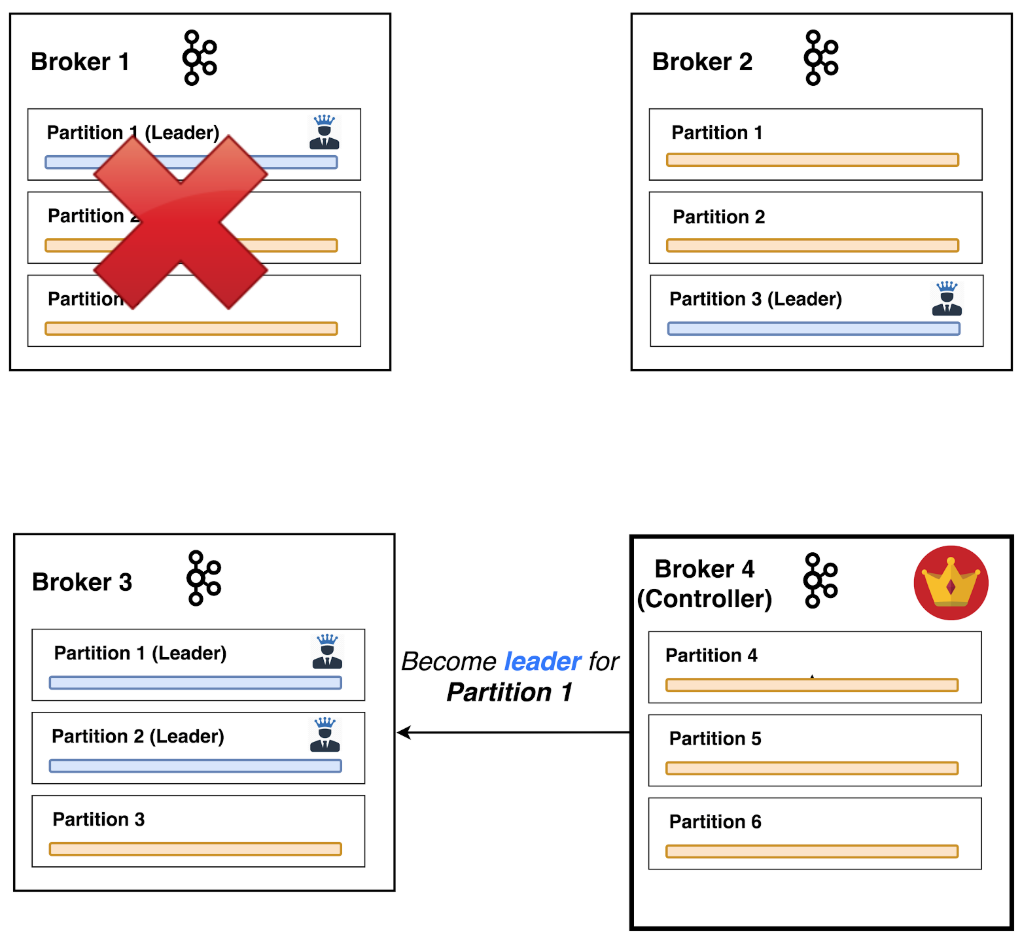 Broker 1
Partition 1 (Leader)
Partition 2
Partition
Broker 2
Partition 1
Partition 2
Partition 3 (Leader)
Broker 3
Partition 1 (Leader)
Partition 2 (Leader)
Partition 3
Become leader for
Partition 1
Broker 4
(Controller)
Partition 4
Partition 5
Partition 6